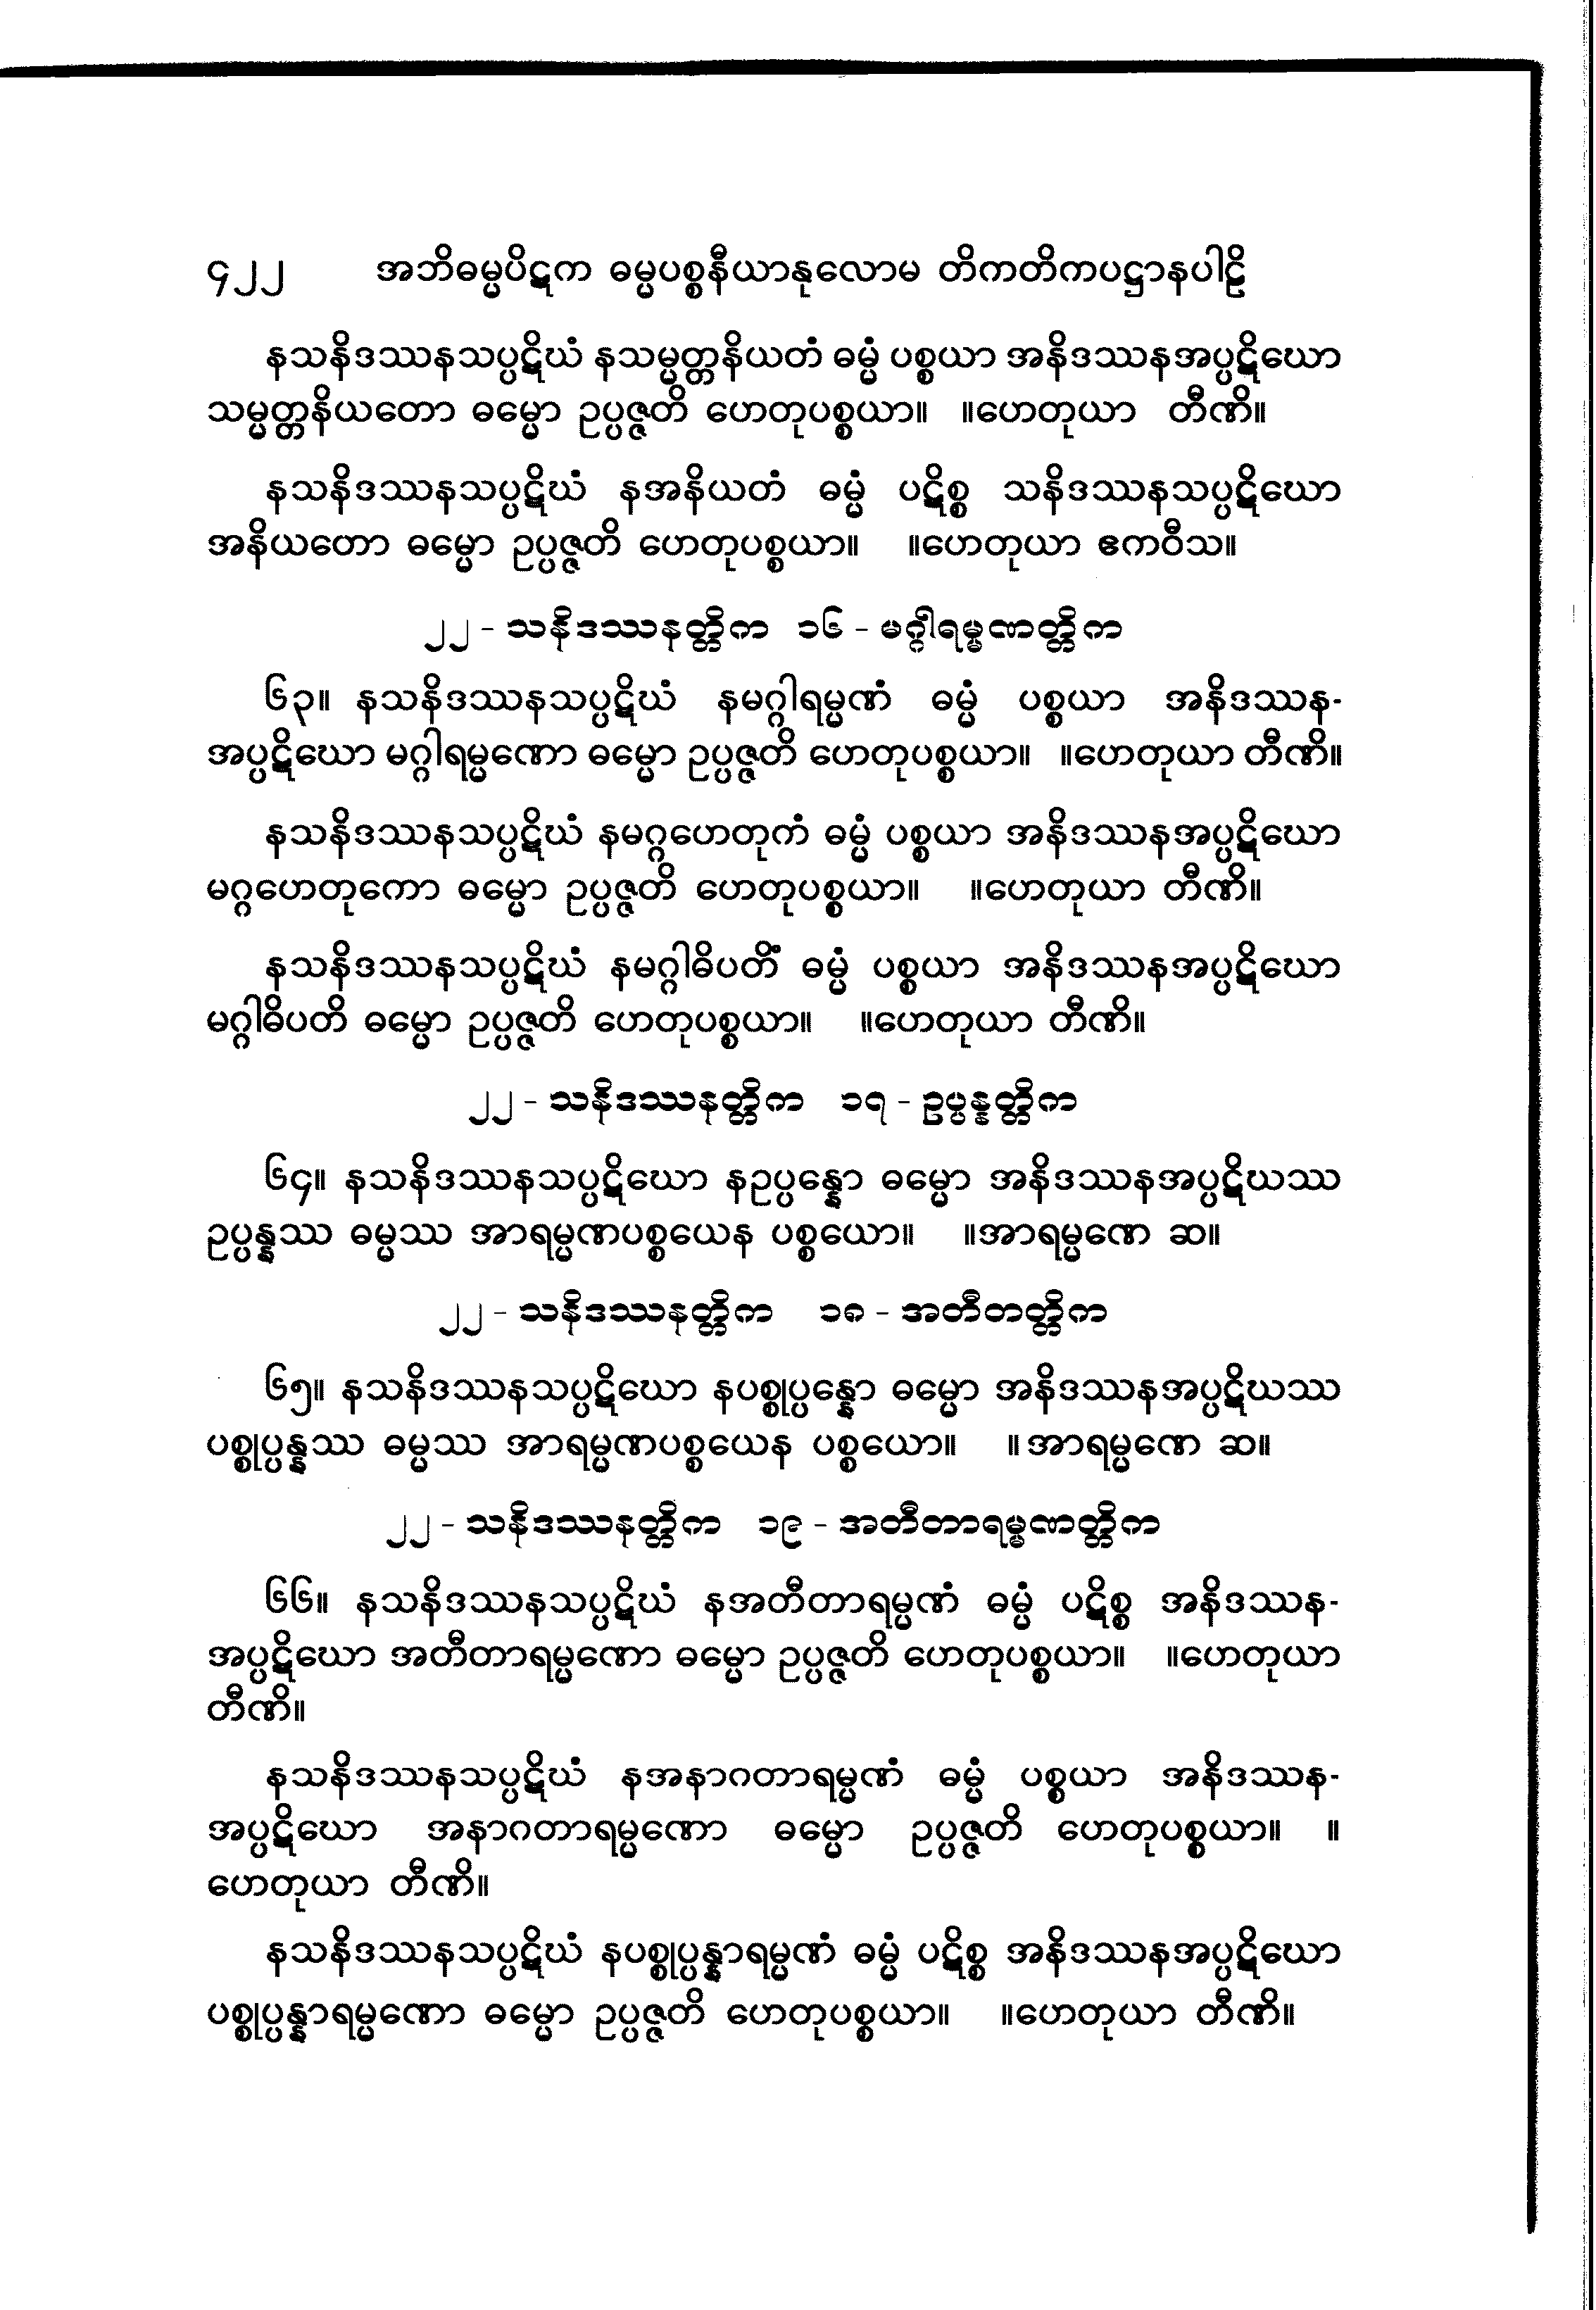 ၄၂၂ အဘိဓမ္မပိဋက ဓမ္မပစ္စနီယာနုလောမ တိကတိကပဋ္ဌာနပါဠိ
နသနိဒဿနသပ္ပဋိဃံ နသမ္မတ္တနိယတံ ဓမ္မံ ပစ္စယာ အနိဒဿနအပ္ပဋိဃော
သမ္မတ္တနိယတော ဓမ္မော ဥပ္ပဇ္ဇတိ ဟေတုပစ္စယာ။ ။ဟေတုယာ တီဏိ။
နသနိဒဿနသပ္ပဋိဃံ နအနိယတံ ဓမ္မံ ပဋိစ္စ သနိဒဿနသပ္ပဋိဃော
အနိယတော ဓမ္မော ဥပ္ပဇ္ဇတိ ဟေတုပစ္စယာ။ ။ဟေတုယာ ဧကဝီသ။
၂၂ - သနိဒဿနတ္တိက ၁၆ - မဂ္ဂါရမ္မဏတ္တိက
၆၃။ နသနိဒဿနသပ္ပဋိဃံ နမဂ္ဂါရမ္မဏံ ဓမ္မံ ပစ္စယာ အနိဒဿန-
အပ္ပဋိဃော မဂ္ဂါရမ္မဏော ဓမ္မော ဥပ္ပဇ္ဇတိ ဟေတုပစ္စယာ။ ။ဟေတုယာ တီဏိ။
နသနိဒဿနသပ္ပဋိဃံ နမဂ္ဂဟေတုကံ ဓမ္မံ ပစ္စယာ အနိဒဿနအပ္ပဋိဃော
မဂ္ဂဟေတုကော ဓမ္မော ဥပ္ပဇ္ဇတိ ဟေတုပစ္စယာ။ ။ဟေတုယာ တီဏိ။
နသနိဒဿနသပ္ပဋိဃံ နမဂ္ဂါဓိပတိံ ဓမ္မံ ပစ္စယာ အနိဒဿနအပ္ပဋိဃော
မဂ္ဂါဓိပတိ ဓမ္မော ဥပ္ပဇ္ဇတိ ဟေတုပစ္စယာ။ ။ဟေတုယာ တီဏိ။
၂၂ - သနိဒဿနတ္တိက ၁၇ - ဥပ္ပန္နတ္တိက
၆၄။ နသနိဒဿနသပ္ပဋိဃော နဥပ္ပန္နော ဓမ္မော အနိဒဿနအပ္ပဋိဃဿ
ဥပ္ပန္နဿ ဓမ္မဿ အာရမ္မဏပစ္စယေန ပစ္စယော။ ။အာရမ္မဏေ ဆ။
၂၂ - သနိဒဿနတ္တိက ၁၈ - အတီတတ္တိက
၆၅။ နသနိဒဿနသပ္ပဋိဃော နပစ္စုပ္ပန္နော ဓမ္မော အနိဒဿနအပ္ပဋိဃဿ
ပစ္စုပ္ပန္နဿ ဓမ္မဿ အာရမ္မဏပစ္စယေန ပစ္စယော။ ။အာရမ္မဏေ ဆ။
၂၂ - သနိဒဿနတ္တိက ၁၉ - အတီတာရမ္မဏတ္တိက
၆၆။ နသနိဒဿနသပ္ပဋိဃံ နအတီတာရမ္မဏံ ဓမ္မံ ပဋိစ္စ အနိဒဿန-
အပ္ပဋိဃော အတီတာရမ္မဏော ဓမ္မော ဥပ္ပဇ္ဇတိ ဟေတုပစ္စယာ။ ။ဟေတုယာ
တီဏိ။
နသနိဒဿနသပ္ပဋိဃံ နအနာဂတာရမ္မဏံ ဓမ္မံ ပစ္စယာ အနိဒဿန-
အပ္ပဋိဃော အနာဂတာရမ္မဏော ဓမ္မော ဥပ္ပဇ္ဇတိ ဟေတုပစ္စယာ။ ။
ဟေတုယာ တီဏိ။
နသနိဒဿနသပ္ပဋိဃံ နပစ္စုပ္ပန္နာရမ္မဏံ ဓမ္မံ ပဋိစ္စ အနိဒဿနအပ္ပဋိဃော
ပစ္စုပ္ပန္နာရမ္မဏော ဓမ္မော ဥပ္ပဇ္ဇတိ ဟေတုပစ္စယာ။ ။ဟေတုယာ တီဏိ။